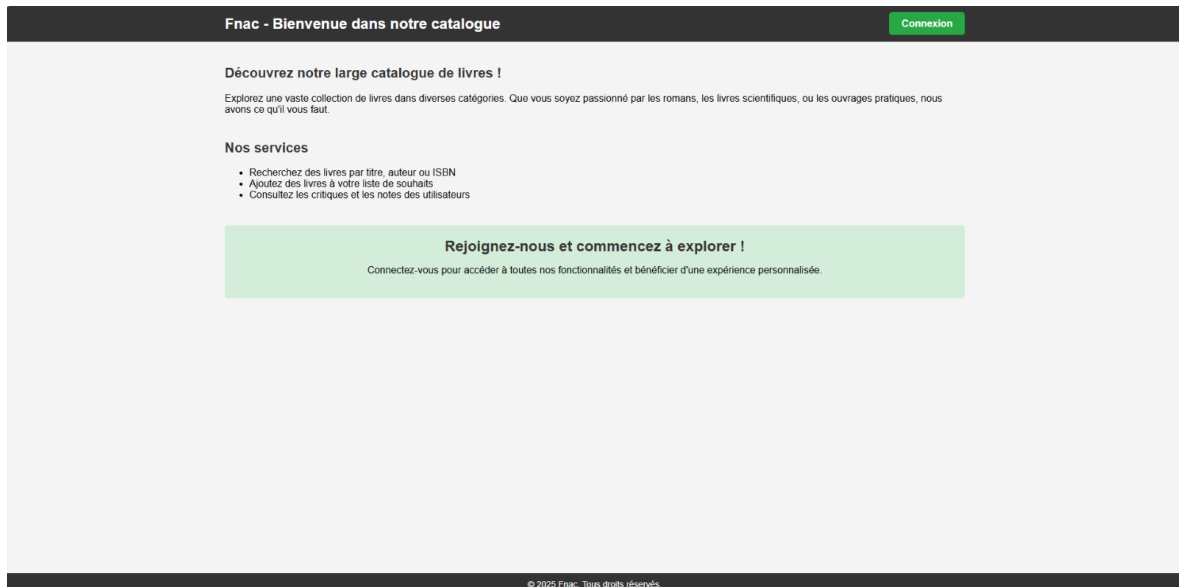 Fnac - Bienvenue dans notre catalogue
Connexion
Découvrez notre large catalogue de livres !
Explorez une vaste collection de livres dans diverses catégories. Que vous soyez passionné par les romans, les livres scientifiques, ou les ouvrages pratiques, nous
avons ce qu'il vous faut.
Nos services
• Recherchez des livres par titre, auteur ou ISBN
• Ajoutez des livres à votre liste de souhaits
• Consultez les critiques et les notes des utilisateurs
Rejoignez-nous et commencez à explorer !
Connectez-vous pour accéder à toutes nos fonctionnalités et bénéficier d'une expérience personnalisée.
© 2025 Fnac. Tous droits réservés.